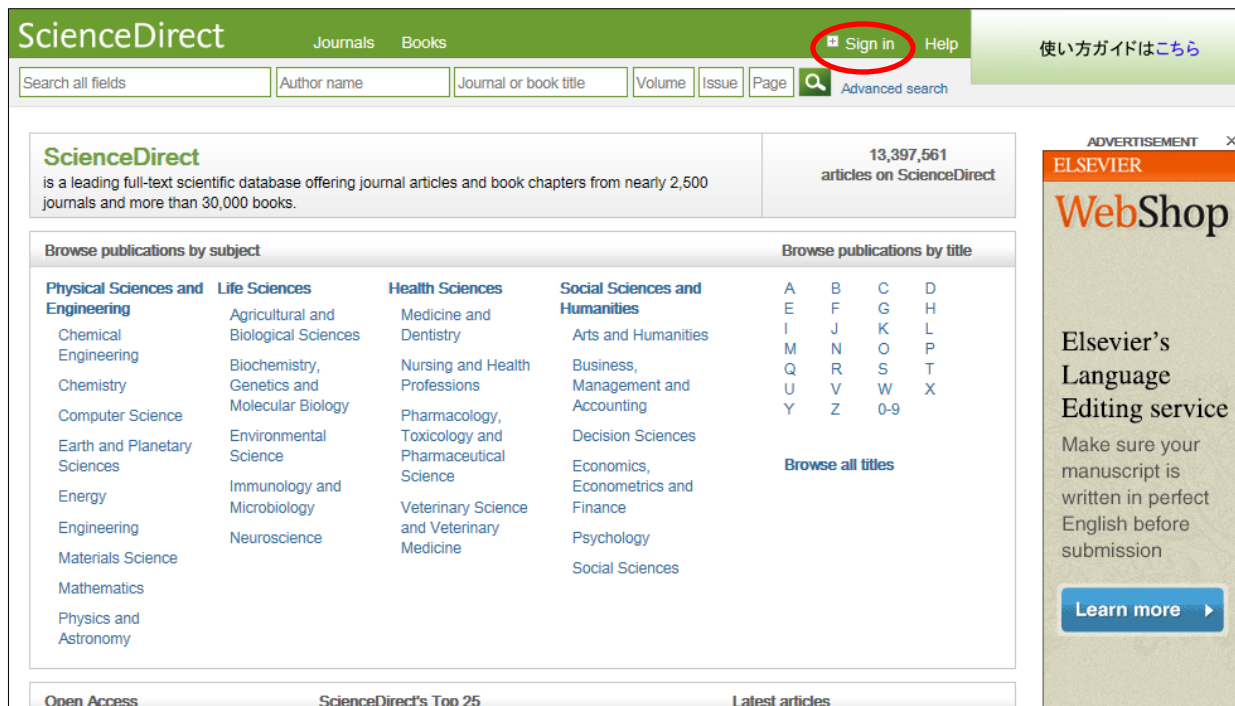 ScienceDirect Journals Books Sign in Help 使い方ガイドはこちら
Search all fields Author name Journal or book title Volume Issue Page Advanced search
ScienceDirect
is a leading full-text scientific database offering journal articles and book chapters from nearly 2,500
journals and more than 30,000 books.
13,397,561
articles on ScienceDirect
Browse publications by subject
Physical Sciences and
Engineering
Chemical
Engineering
Chemistry
Computer Science
Earth and Planetary
Sciences
Energy
Engineering
Materials Science
Mathematics
Physics and
Astronomy
Life Sciences
Agricultural and
Biological Sciences
Biochemistry,
Genetics and
Molecular Biology
Environmental
Science
Immunology and
Microbiology
Neuroscience
Health Sciences
Medicine and
Dentistry
Nursing and Health
Professions
Pharmacology,
Toxicology and
Pharmaceutical
Science
Veterinary Science
and Veterinary
Medicine
Social Sciences and
Humanities
Arts and Humanities
Business,
Management and
Accounting
Decision Sciences
Economics,
Econometrics and
Finance
Psychology
Social Sciences
Browse publications by title
A B C D
E F G H
I J K L
M N O P
Q R S T
U V W X
Y Z 0-9
Browse all titles
ADVERTISEMENT X
ELSEVIER
WebShop
Elsevier's
Language
Editing service
Make sure your
manuscript is
written in perfect
English before
submission
Learn more
Open Access ScienceDirect's Top 25 Latest articles